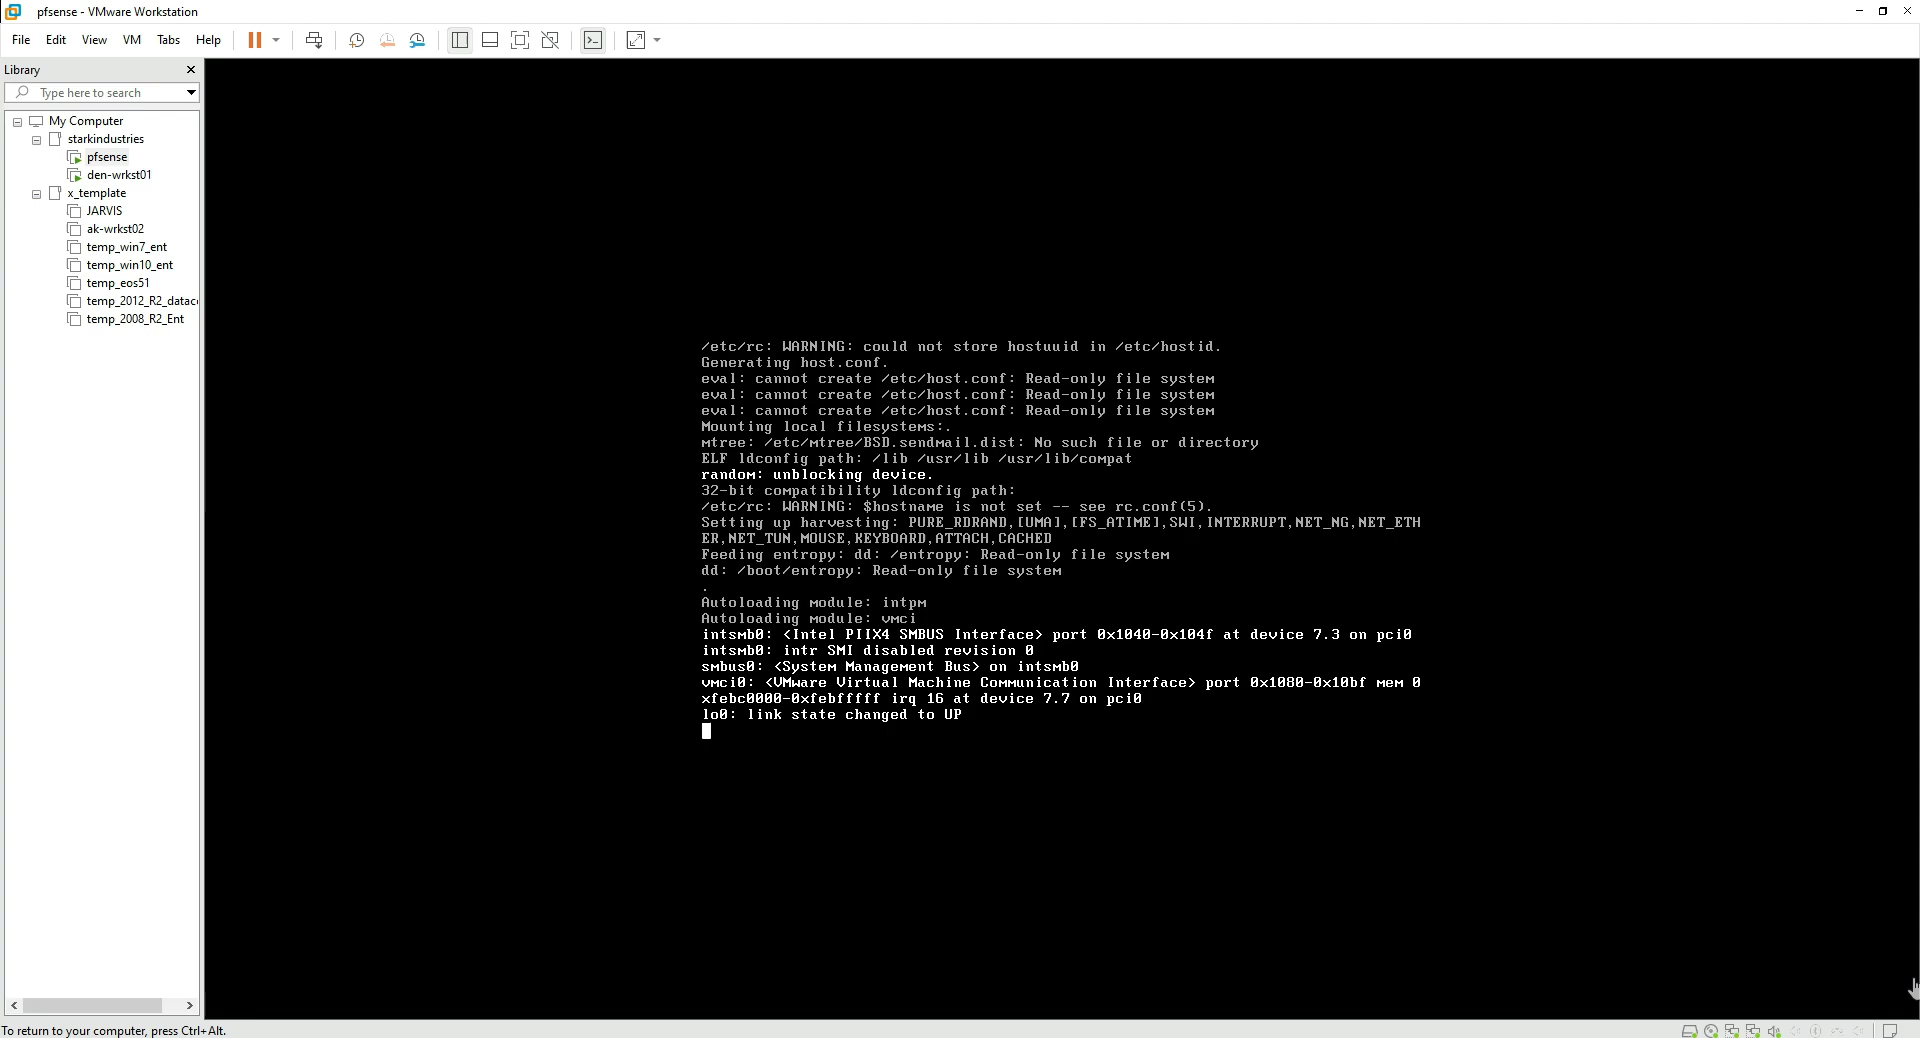 pfsense - VMware Workstation
File Edit View VM Tabs Help
Library
Type here to search
My Computer
starkindustries
pfsense
den-wrkst01
x_template
JARVIS
ak-wrkst02
temp_win7_ent
temp_win10_ent
temp_eos51
temp_2012_R2_datac
temp_2008_R2_Ent
/etc/rc: WARNING: could not store hostuuid in /etc/hostid.
Generating host.conf.
eval: cannot create /etc/host.conf: Read-only file system
eval: cannot create /etc/host.conf: Read-only file system
eval: cannot create /etc/host.conf: Read-only file system
Mounting local filesystems:.
mtree: /etc/mtree/BSD.sendmail.dist: No such file or directory
ELF ldconfig path: /lib /usr/lib /usr/lib/compat
random: unblocking device.
32-bit compatibility ldconfig path:
/etc/rc: WARNING: $hostname is not set -- see rc.conf(5).
Setting up harvesting: PURE_RDRAND,[UMA],[FS_ATIME],SWI,INTERRUPT,NET_NG,NET_ETH
ER,NET_TUN,MOUSE,KEYBOARD,ATTACH,CACHED
Feeding entropy: dd: /entropy: Read-only file system
dd: /boot/entropy: Read-only file system
.
Autoloading module: intpm
Autoloading module: vmci
intsmb0: <Intel PIIX4 SMBUS Interface> port 0x1040-0x104f at device 7.3 on pci0
intsmb0: intr SMI disabled revision 0
smbus0: <System Management Bus> on intsmb0
vmci0: <VMware Virtual Machine Communication Interface> port 0x1080-0x10bf mem 0
xfebc0000-0xfebfffff irq 16 at device 7.7 on pci0
lo0: link state changed to UP
To return to your computer, press Ctrl+Alt.